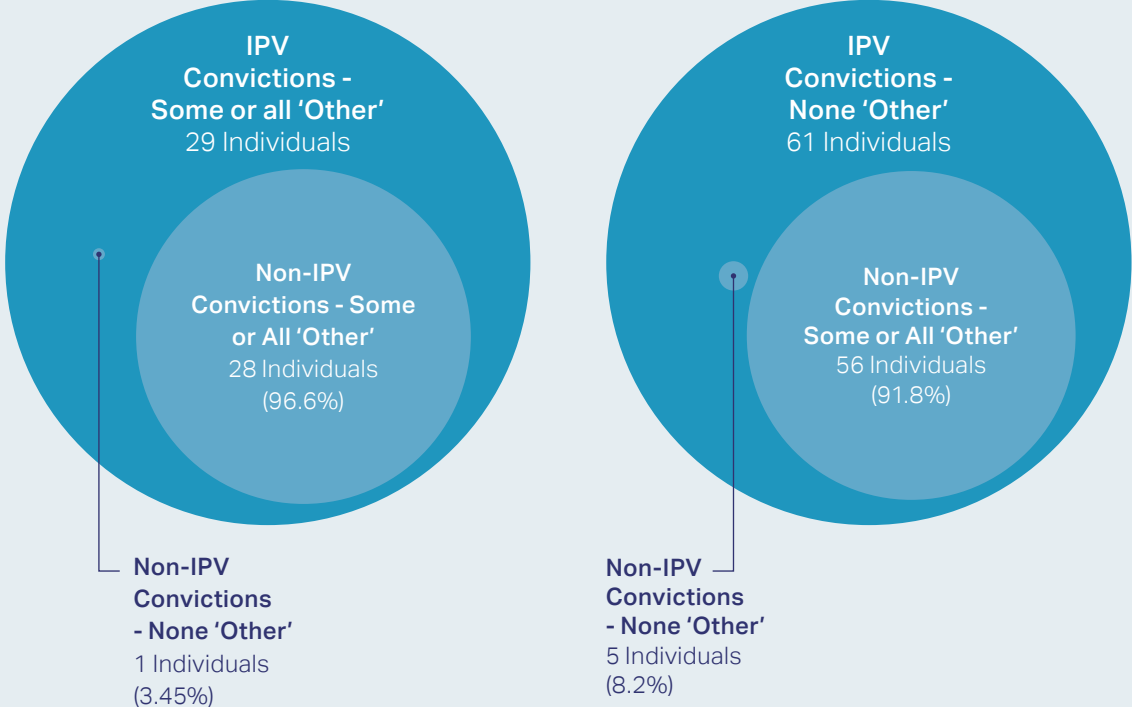 IPV
Convictions -
Some or all ‘Other’
29 Individuals
Non-IPV
Convictions - Some
or All ‘Other’
28 Individuals
(96.6%)
Non-IPV
Convictions
- None ‘Other’
1 Individuals
(3.45%)
IPV
Convictions -
None ‘Other’
61 Individuals
Non-IPV
Convictions -
Some or All ‘Other’
56 Individuals
(91.8%)
Non-IPV
Convictions
- None ‘Other’
5 Individuals
(8.2%)